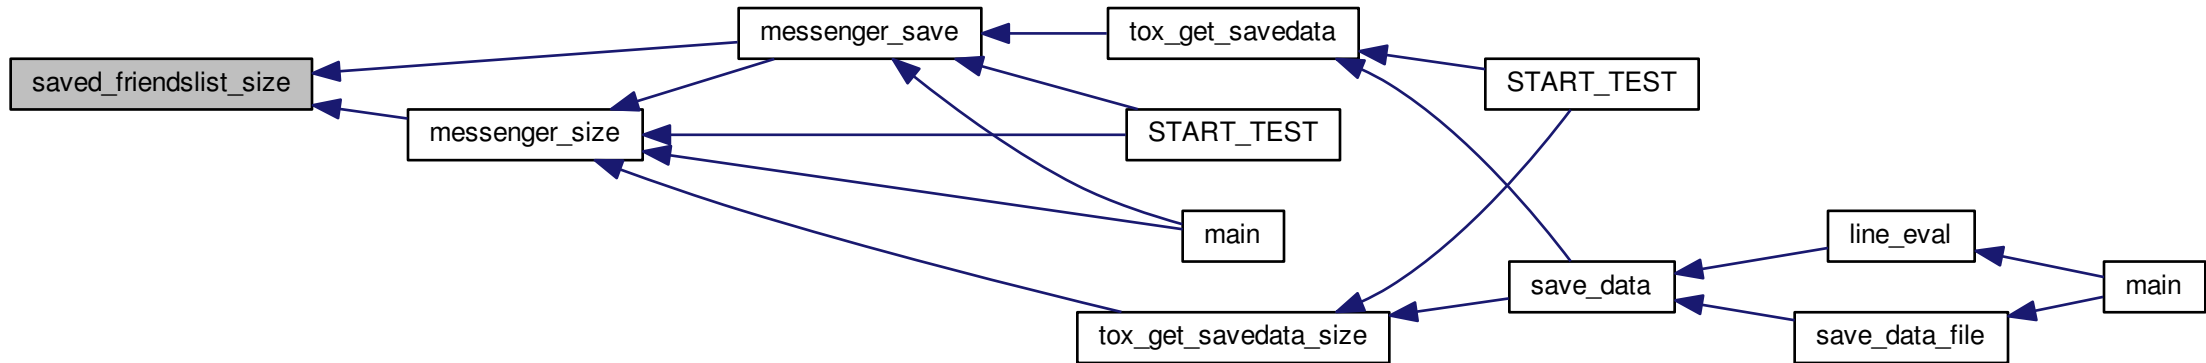 saved_friendslist_size
messenger_save
messenger_size
tox_get_savedata
START_TEST
main
tox_get_savedata_size
START_TEST
save_data
line_eval
save_data_file
main